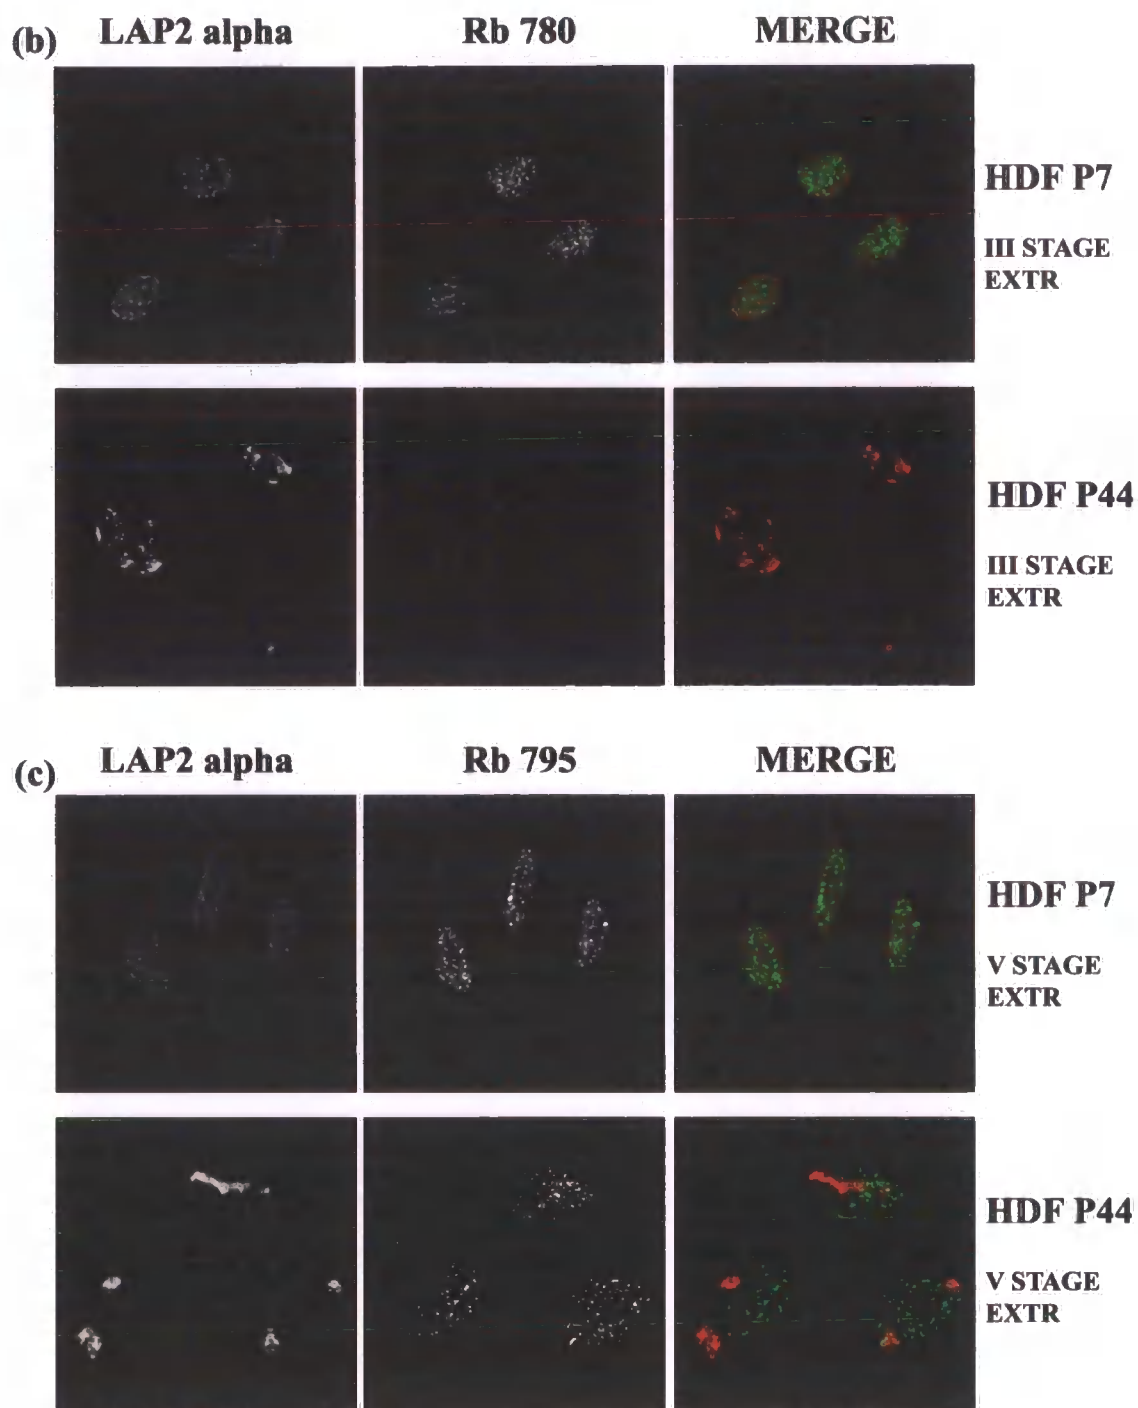 (b) LAP2 alpha Rb 780 MERGE
HDF P7
III STAGE
EXTR
HDF P44
III STAGE
EXTR
(c) LAP2 alpha Rb 795 MERGE
HDF P7
V STAGE
EXTR
HDF P44
V STAGE
EXTR